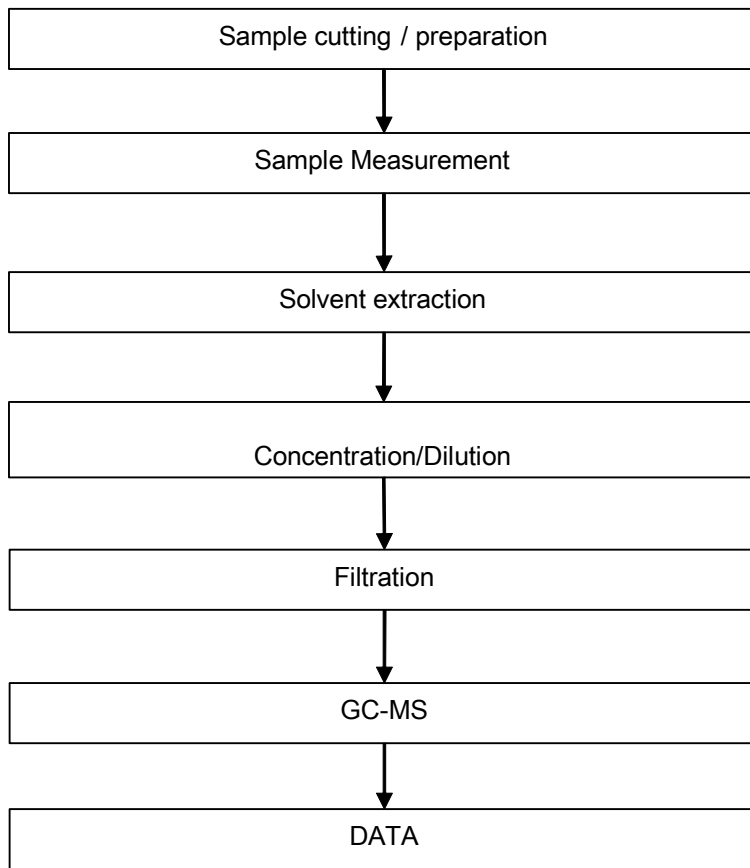 Sample cutting / preparation
Sample Measurement
Solvent extraction
Concentration/Dilution
Filtration
GC-MS
DATA